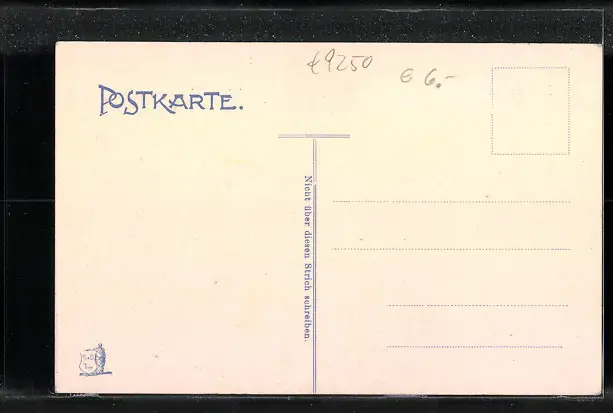 €9250
€ 6.-
POSTKARTE.
Nicht über diesen Strich schreiben.